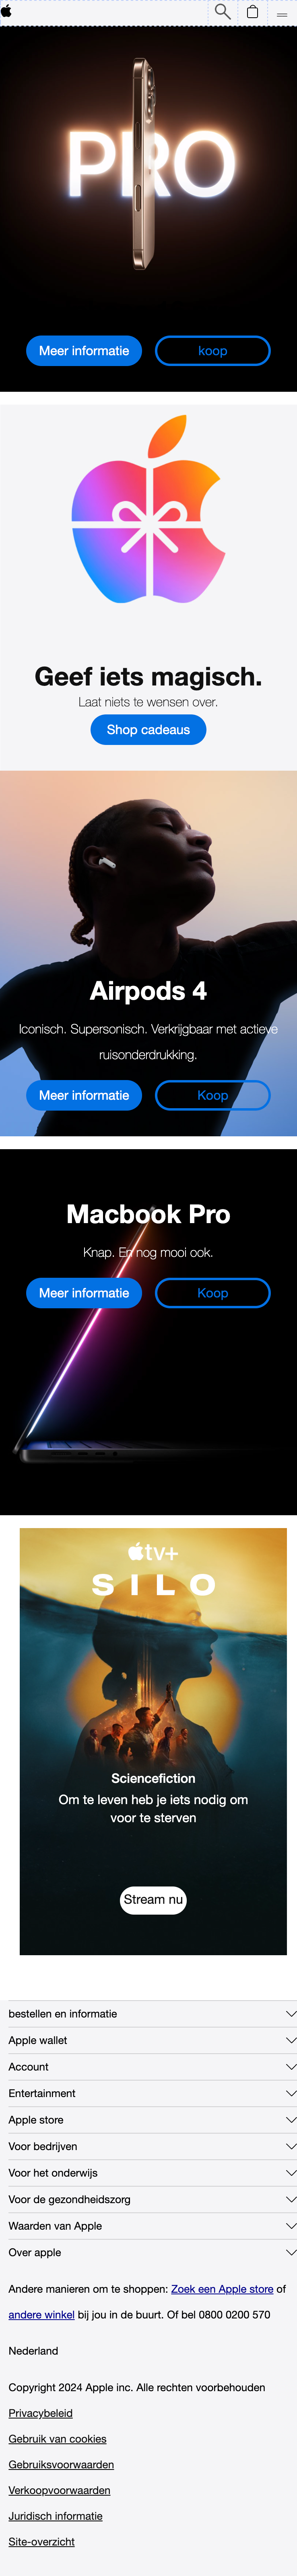 PRO
Meer informatie
koop
Geef iets magisch.
Laat niets te wensen over.
Shop cadeaus
Airpods 4
Iconisch. Supersonisch. Verkrijgbaar met actieve
ruisonderdrukking.
Meer informatie
Koop
Macbook Pro
Knap. En nog mooi ook.
Meer informatie
Koop
tv+
SILO
Sciencefiction
Om te leven heb je iets nodig om
voor te sterven
Stream nu
bestellen en informatie
Apple wallet
Account
Entertainment
Apple store
Voor bedrijven
Voor het onderwijs
Voor de gezondheidszorg
Waarden van Apple
Over apple
Andere manieren om te shoppen: Zoek een Apple store of
andere winkel bij jou in de buurt. Of bel 0800 0200 570
Nederland
Copyright 2024 Apple inc. Alle rechten voorbehouden
Privacybeleid
Gebruik van cookies
Gebruiksvoorwaarden
Verkoopvoorwaarden
Juridisch informatie
Site-overzicht